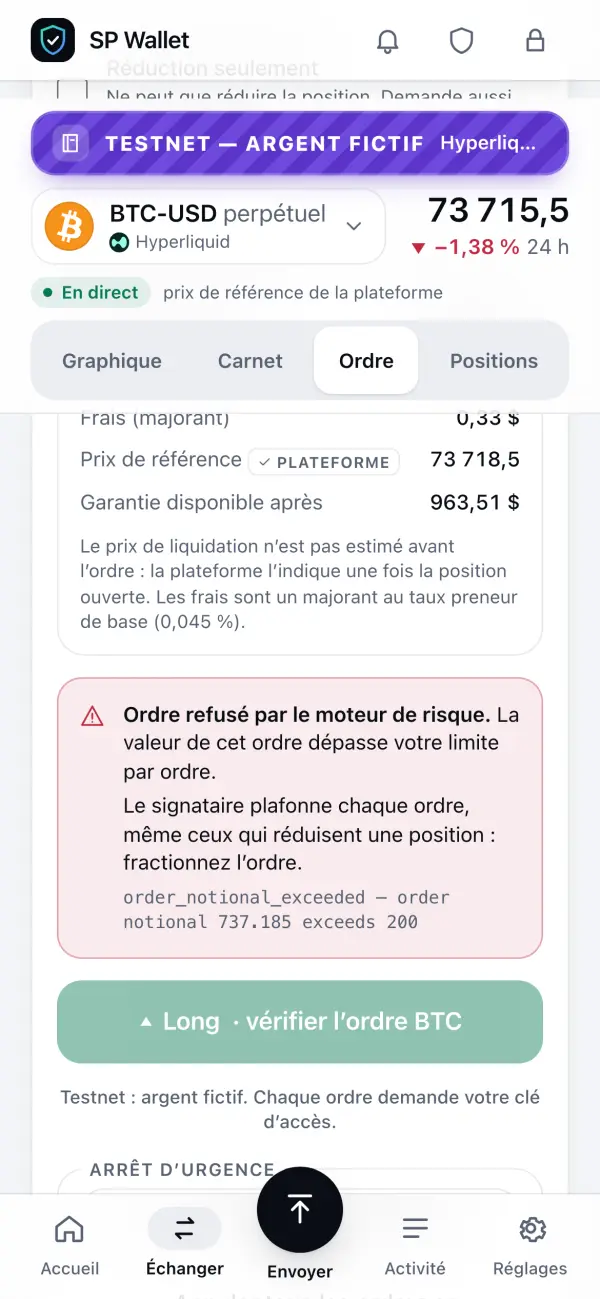 SP Wallet
Réduction seulement
Ne peut que réduire la position. Demande aussi
TESTNET — ARGENT FICTIF Hyperliq...
BTC-USD perpétuel
Hyperliquid
73 715,5
▼ −1,38 % 24 h
En direct
prix de référence de la plateforme
Graphique Carnet Ordre Positions
Frais (majorant) 0,33 $
Prix de référence ✓ PLATEFORME 73 718,5
Garantie disponible après 963,51 $
Le prix de liquidation n’est pas estimé avant
l’ordre : la plateforme l’indique une fois la position
ouverte. Les frais sont un majorant au taux preneur
de base (0,045 %).
Ordre refusé par le moteur de risque. La
valeur de cet ordre dépasse votre limite
par ordre.
Le signataire plafonne chaque ordre,
même ceux qui réduisent une position :
fractionnez l’ordre.
order_notional_exceeded — order
notional 737.185 exceeds 200
▲ Long · vérifier l’ordre BTC
Testnet : argent fictif. Chaque ordre demande votre clé
d’accès.
ARRÊT D’URGENCE
Accueil Échanger Envoyer Activité Réglages